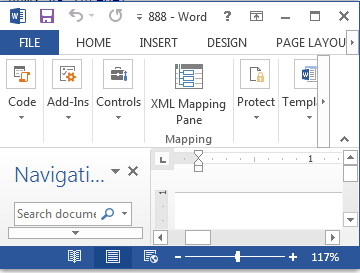 888 - Word
FILE HOME INSERT DESIGN PAGE LAYOU
Code Add-Ins Controls XML Mapping Pane Protect Templ
Mapping
Navigati...
Search docume
1
1
117%